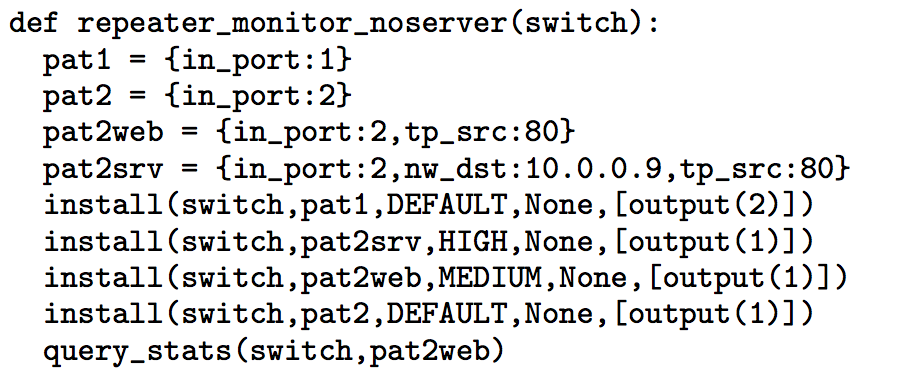 def repeater_monitor_noserver(switch):
  pat1 = {in_port:1}
  pat2 = {in_port:2}
  pat2web = {in_port:2,tp_src:80}
  pat2srv = {in_port:2,nw_dst:10.0.0.9,tp_src:80}
  install(switch,pat1,DEFAULT,None,[output(2)])
  install(switch,pat2srv,HIGH,None,[output(1)])
  install(switch,pat2web,MEDIUM,None,[output(1)])
  install(switch,pat2,DEFAULT,None,[output(1)])
  query_stats(switch,pat2web)